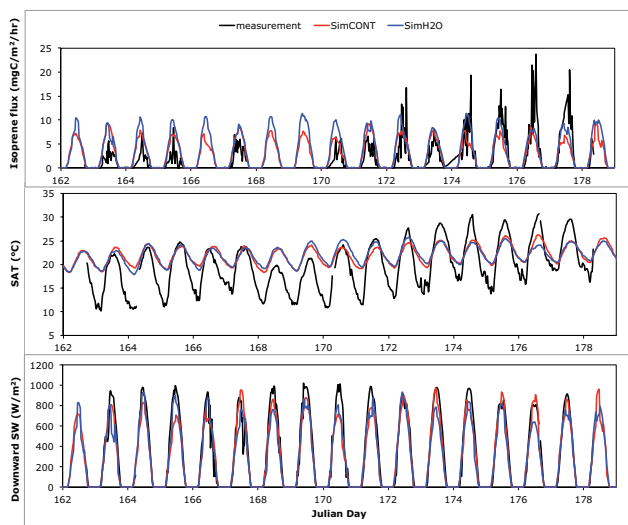 measurement SimCONT SimH2O
Isoprene flux (mgC/m²/hr)
25
20
15
10
5
0
162 164 166 168 170 172 174 176 178
SAT (°C)
35
30
25
20
15
10
5
162 164 166 168 170 172 174 176 178
Downward SW (W/m²)
1200
1000
800
600
400
200
0
162 164 166 168 170 172 174 176 178
Julian Day